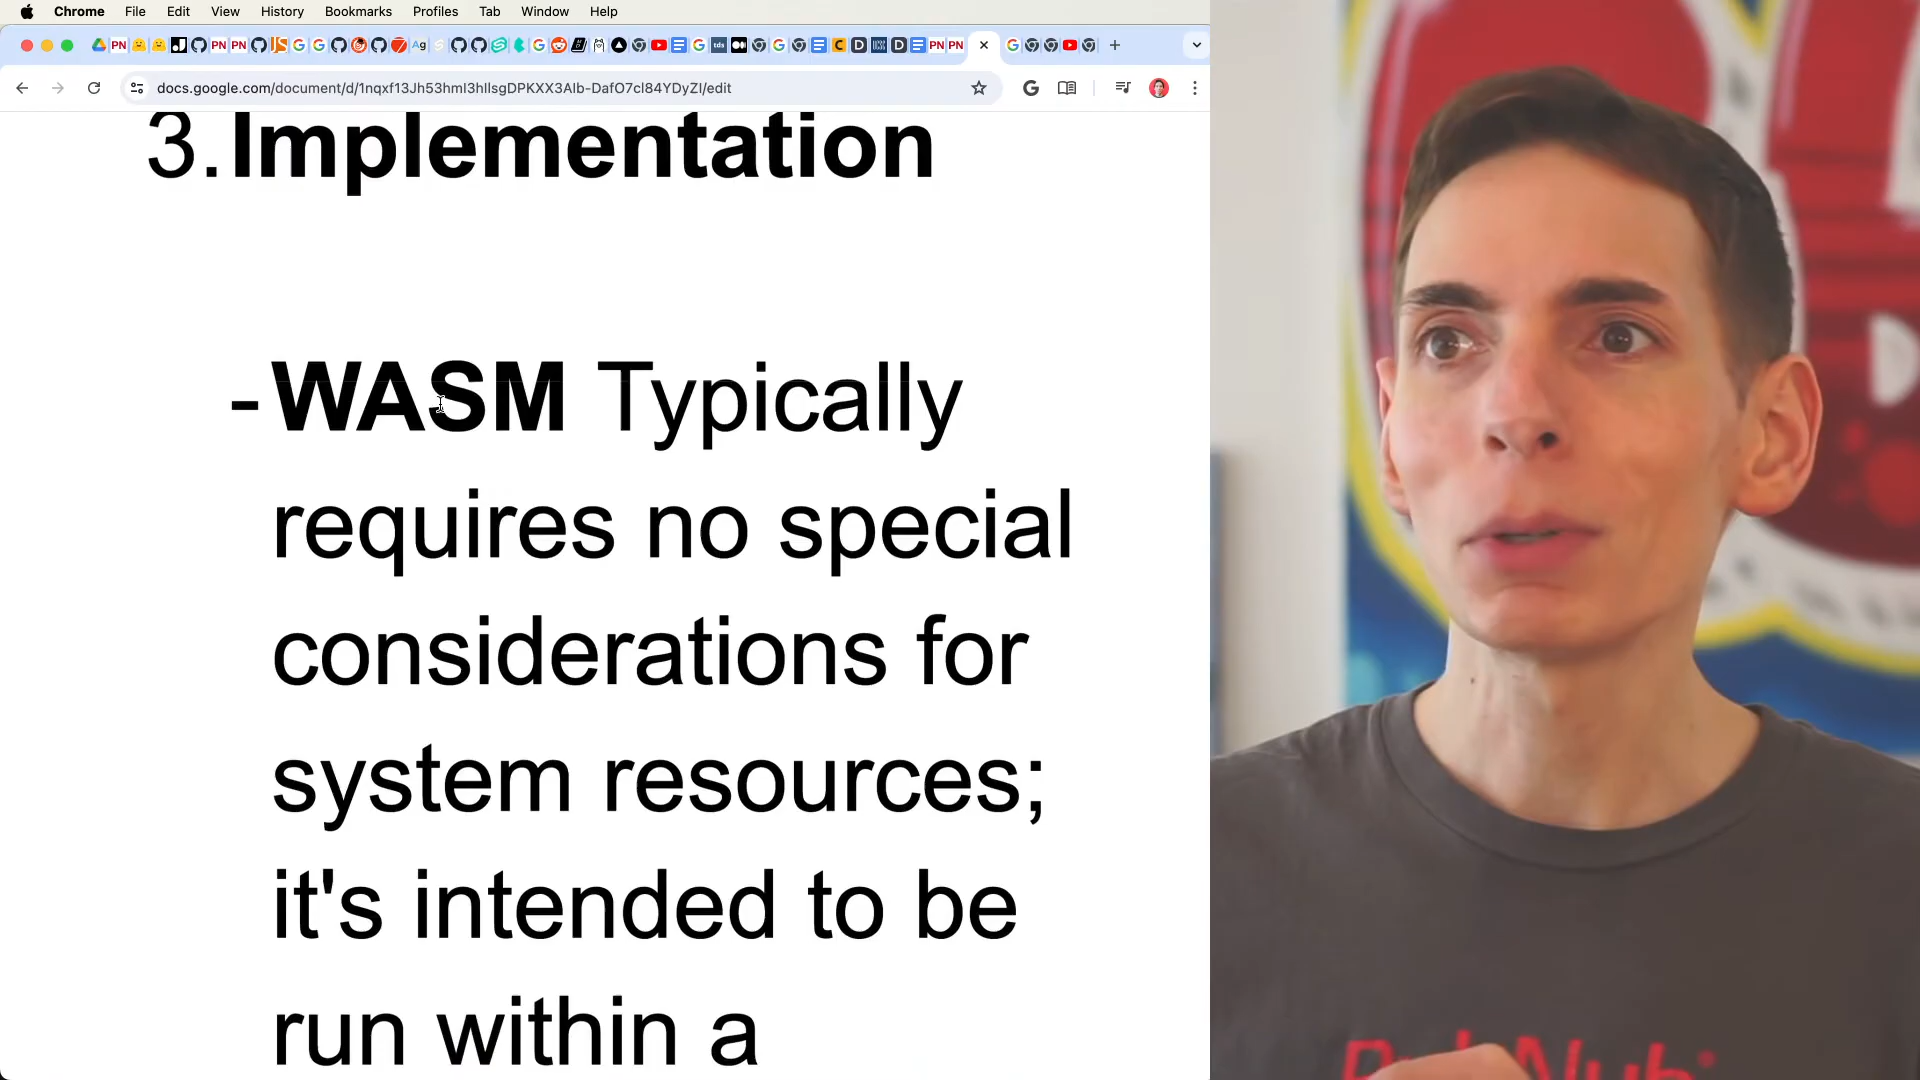 Chrome File Edit View History Bookmarks Profiles Tab Window Help
docs.google.com/document/d/1nqxf13Jh53hmI3hIlsgDPKXX3AIb-DafO7cl84YDyZI/edit
3. Implementation
- WASM Typically
requires no special
considerations for
system resources;
it's intended to be
run within a